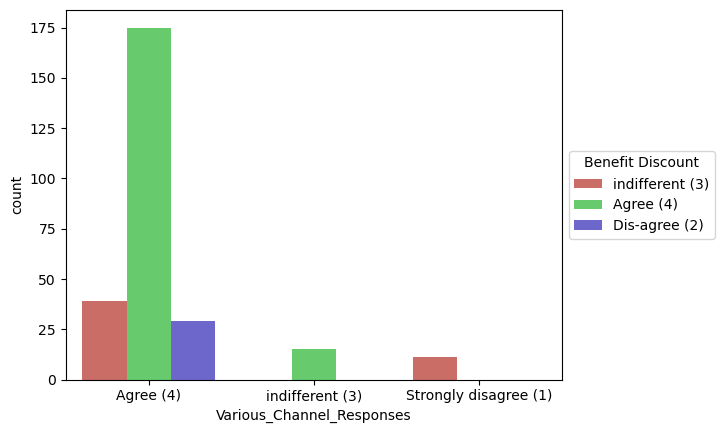 175
150
125
100
75
50
25
0
count
Agree (4)
indifferent (3)
Strongly disagree (1)
Various_Channel_Responses
Benefit Discount
indifferent (3)
Agree (4)
Dis-agree (2)